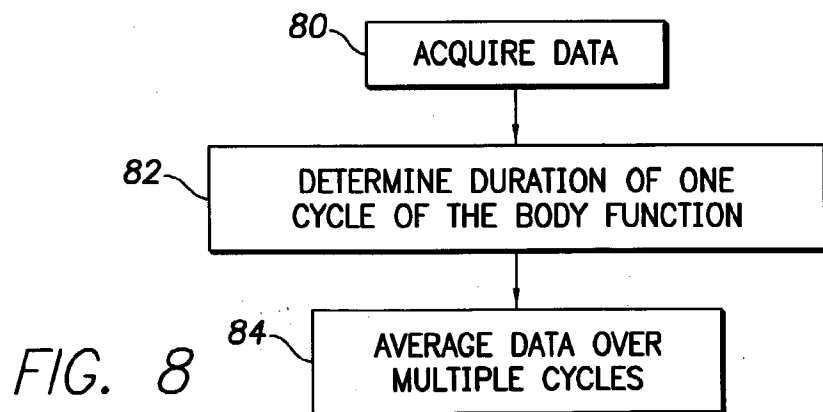 80
ACQUIRE DATA
82
DETERMINE DURATION OF ONE
CYCLE OF THE BODY FUNCTION
84
AVERAGE DATA OVER
MULTIPLE CYCLES
FIG. 8